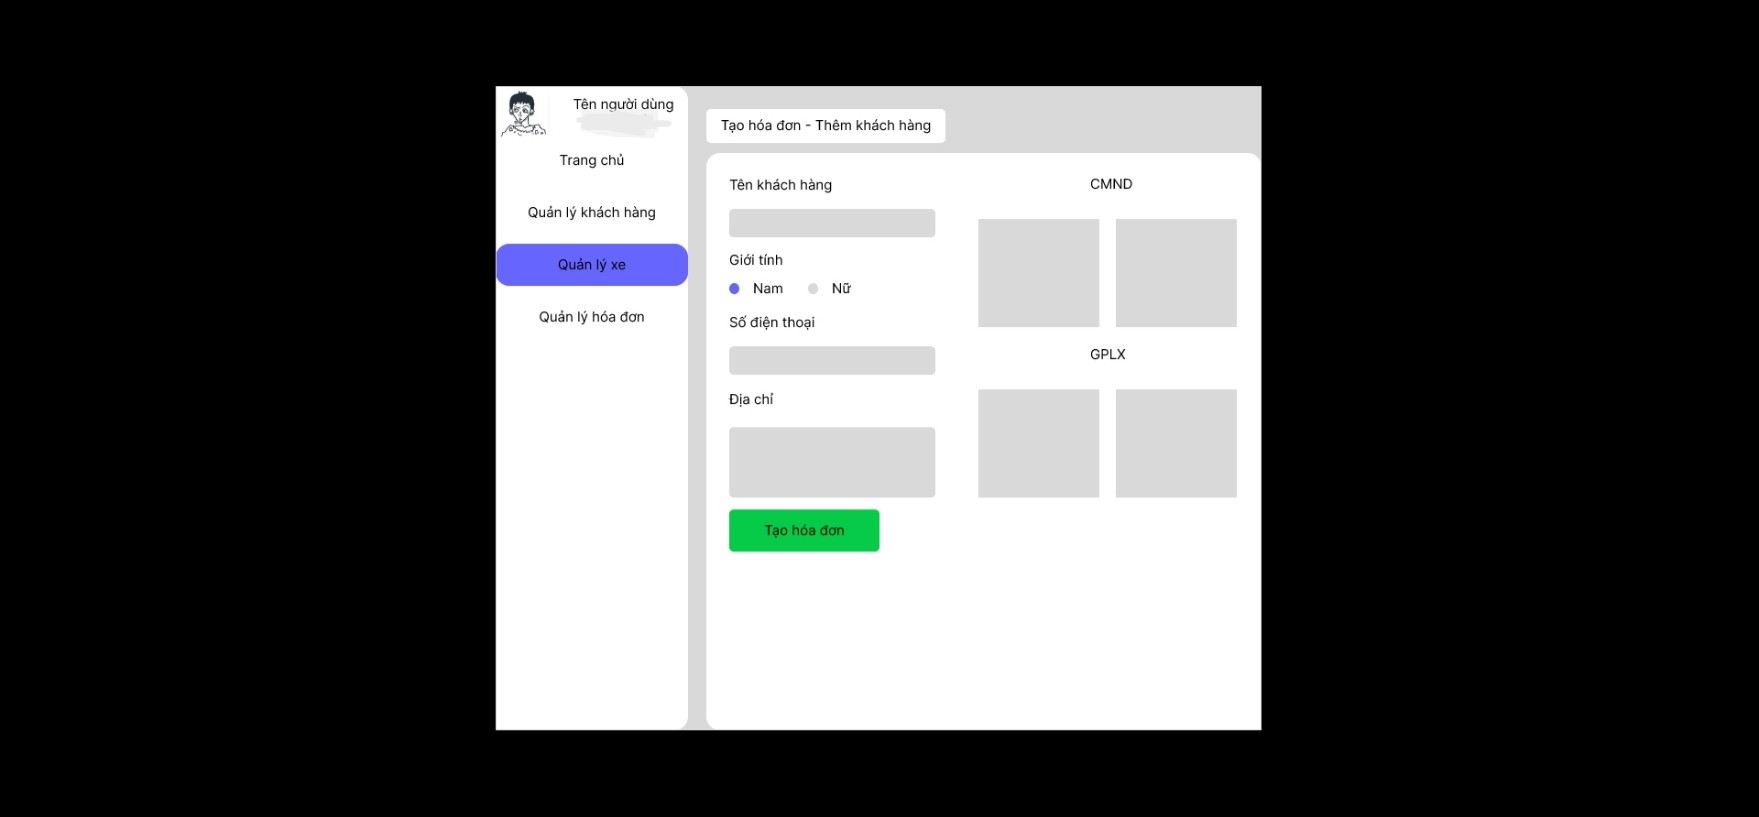 Tên người dùng
Trang chủ
Quản lý khách hàng
Quản lý xe
Quản lý hóa đơn
Tạo hóa đơn - Thêm khách hàng
Tên khách hàng
Giới tính
Nam Nữ
Số điện thoại
Địa chỉ
Tạo hóa đơn
CMND
GPLX